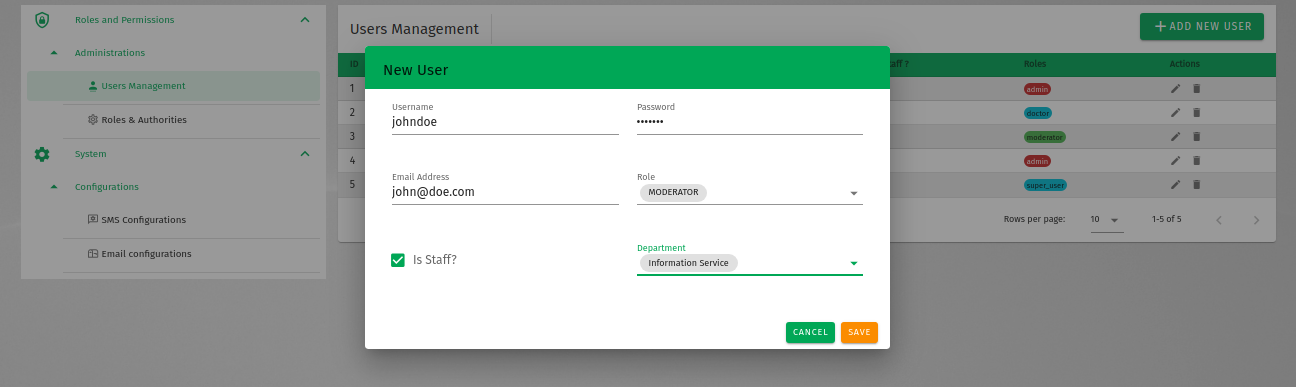 Roles and Permissions
Administrations
Users Management
Roles & Authorities
System
Configurations
SMS Configurations
Email configurations
Users Management
ADD NEW USER
ID
aff ?
Roles
Actions
1
admin
2
doctor
3
moderator
4
admin
5
super_user
Rows per page:
10
1-5 of 5
New User
Username
johndoe
Password
•••••••
Email Address
john@doe.com
Role
MODERATOR
Is Staff?
Department
Information Service
CANCEL
SAVE